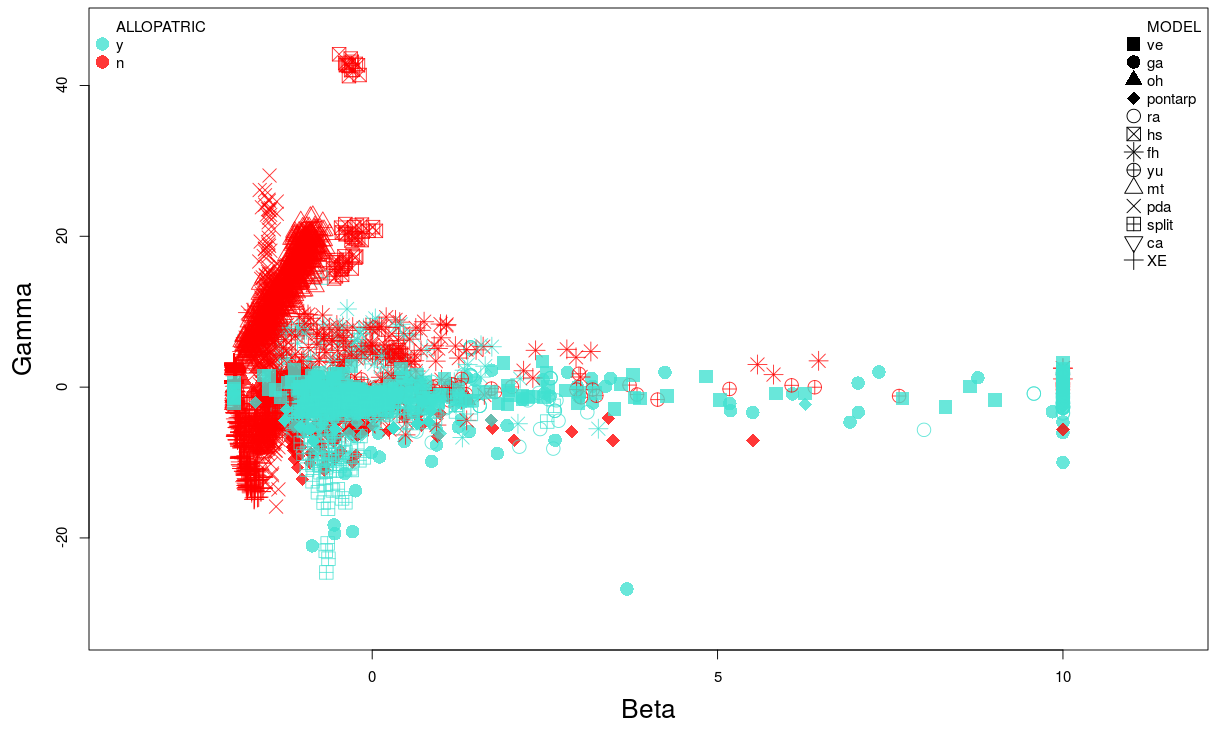 ALLOPATRIC
y
n
MODEL
ve
ga
oh
pontarp
ra
hs
fh
yu
mt
pda
split
ca
XE
Gamma
40
20
0
-20
0
5
10
Beta